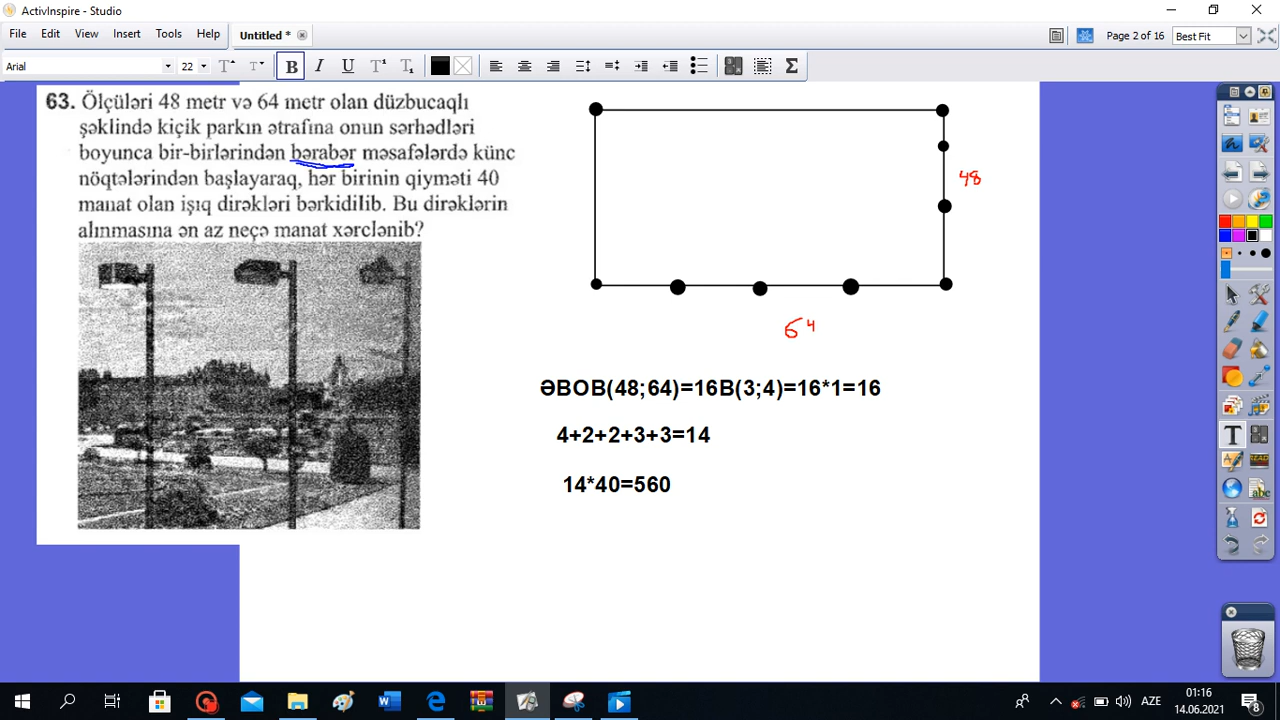 ActivInspire - Studio
File Edit View Insert Tools Help Untitled * Page 2 of 16 Best Fit
Arial 22 B I U
63. Ölçüləri 48 metr və 64 metr olan düzbucaqlı
şəklində kiçik parkın ətrafına onun sərhədləri
boyunca bir-birlərindən bərabər məsafələrdə künc
nöqtələrindən başlayaraq, hər birinin qiyməti 40
manat olan işıq dirəkləri bərkidilib. Bu dirəklərin
alınmasına ən az neçə manat xərclənib?
48
64
ƏBOB(48;64)=16B(3;4)=16*1=16
4+2+2+3+3=14
14*40=560
AZE
01:16
14.06.2021
8